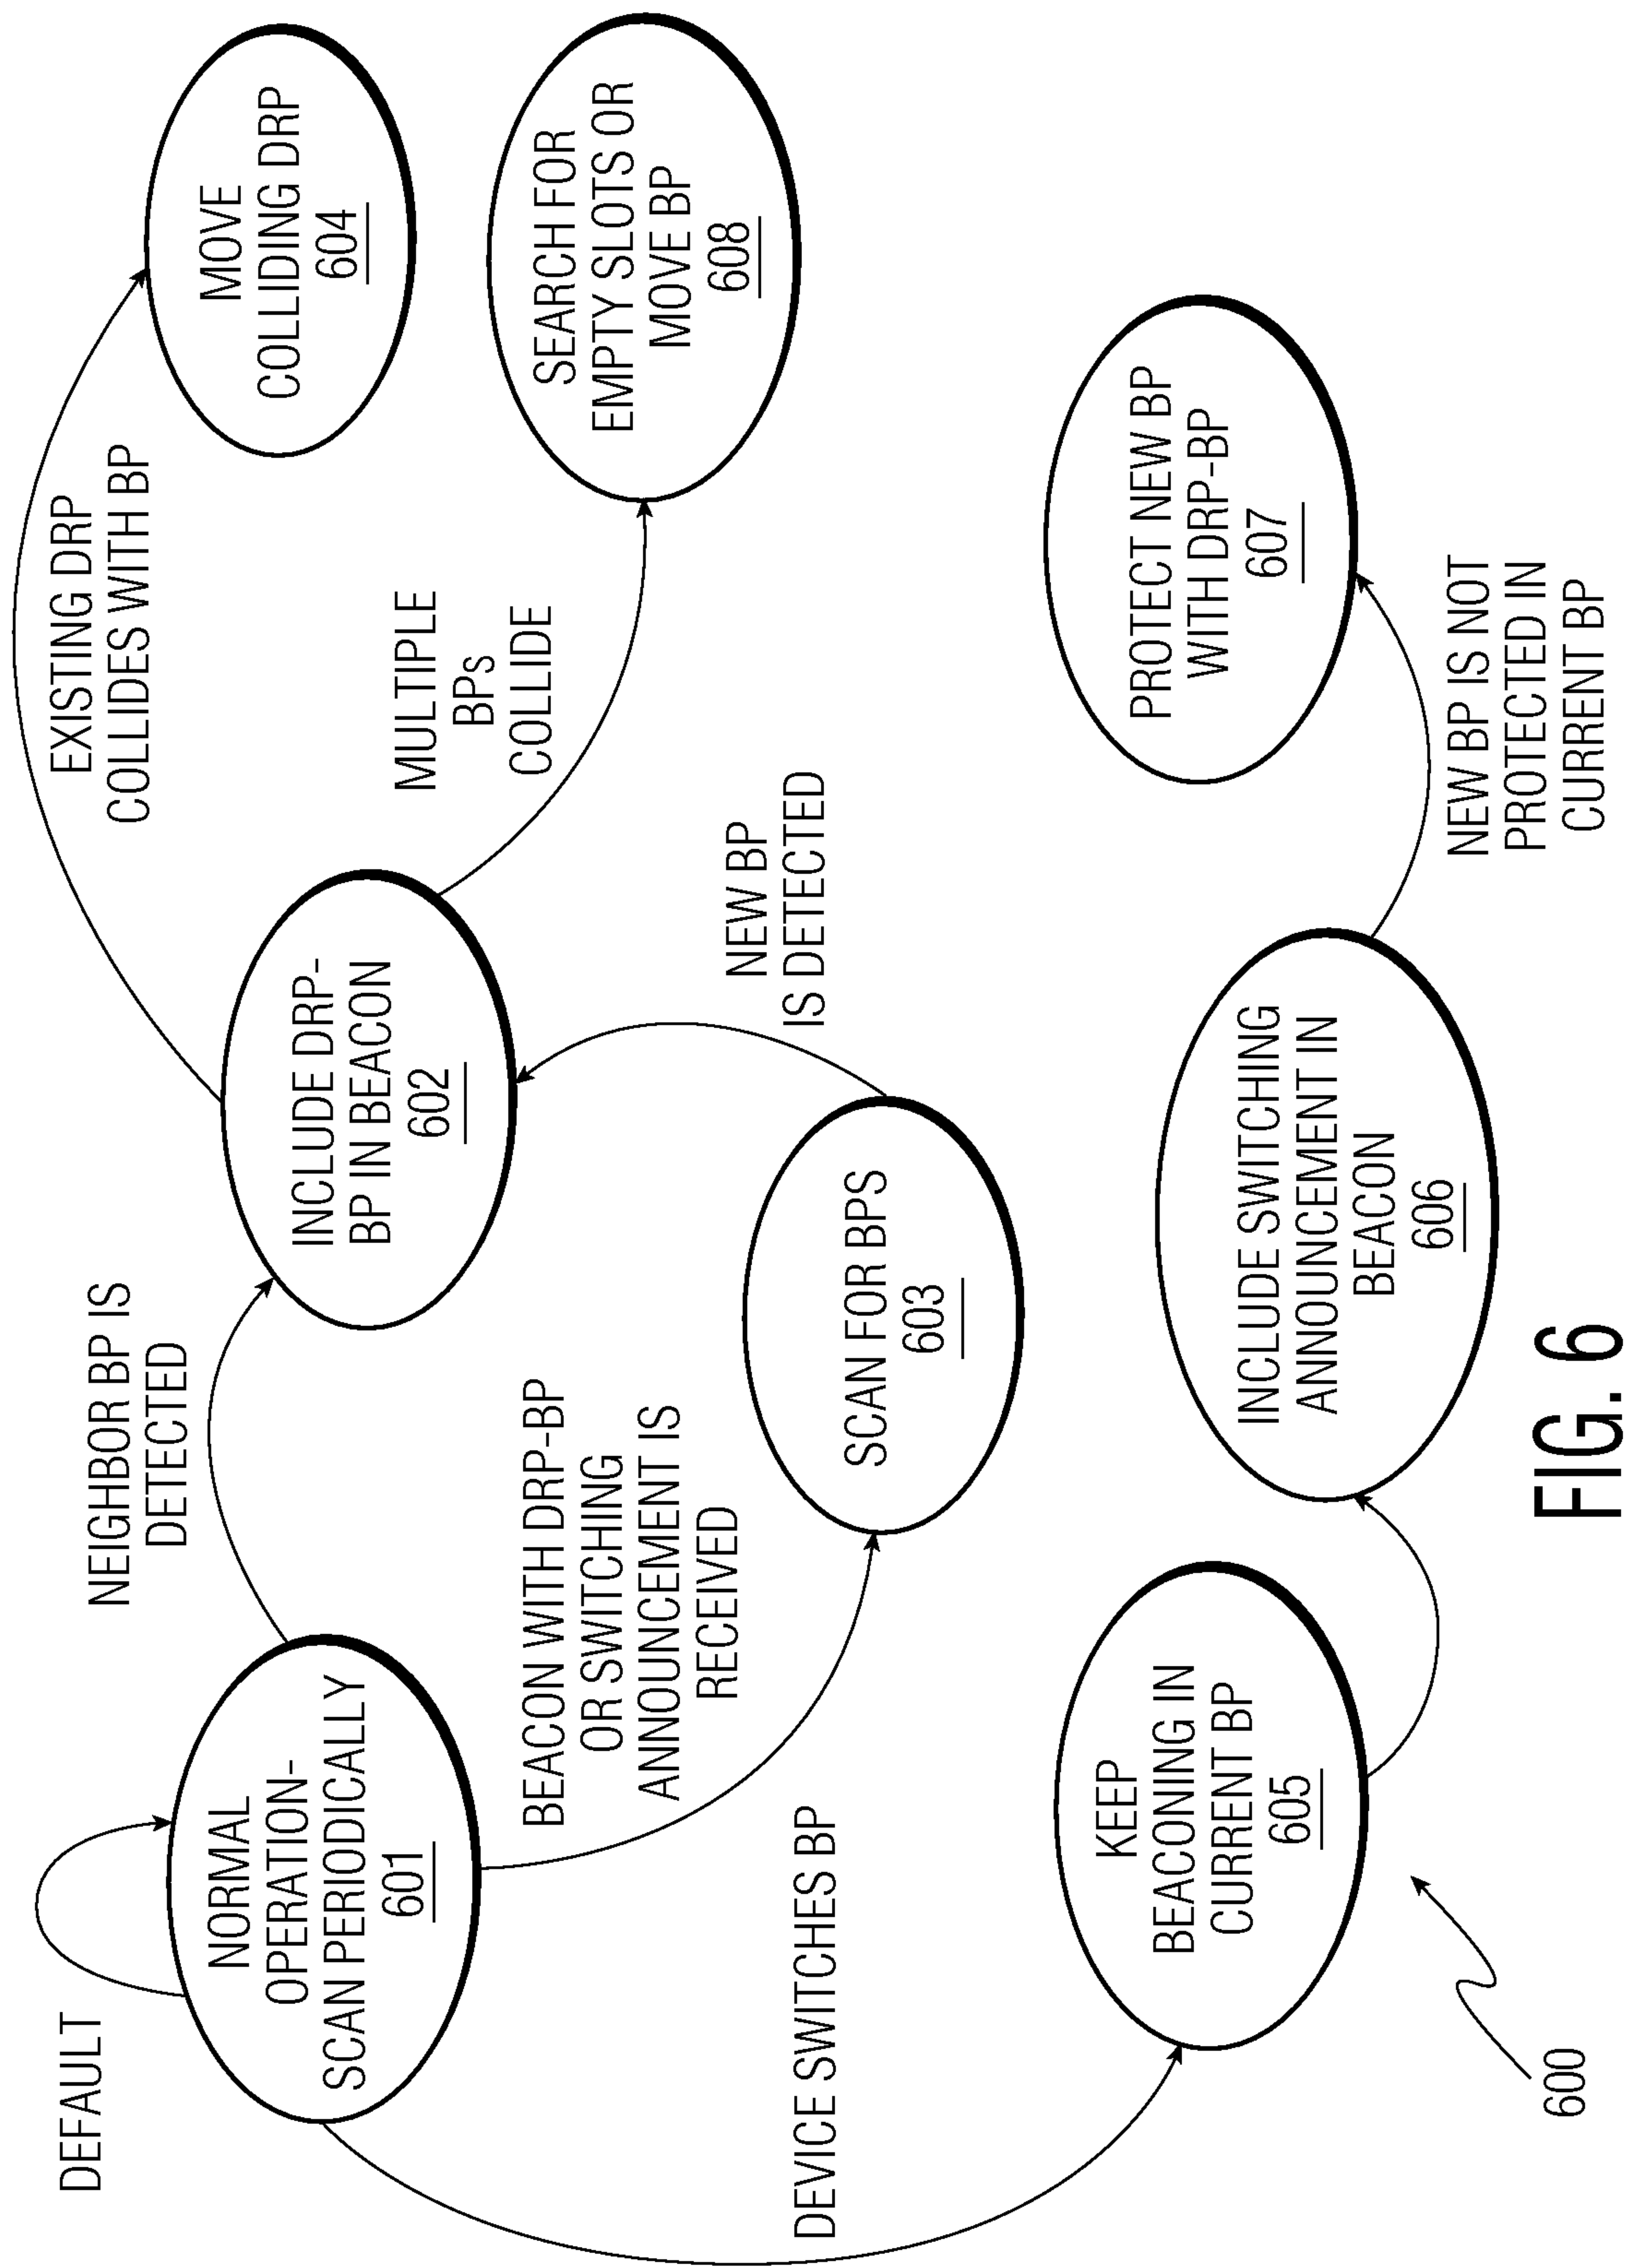 DEFAULT
NORMAL
OPERATION-
SCAN PERIODICALLY
601
NEIGHBOR BP IS
DETECTED
INCLUDE DRP-
BP IN BEACON
602
EXISTING DRP
COLLIDES WITH BP
MOVE
COLLIDING DRP
604
MULTIPLE
BPs
COLLIDE
SEARCH FOR
EMPTY SLOTS OR
MOVE BP
608
BEACON WITH DRP-BP
OR SWITCHING
ANNOUNCEMENT IS
RECEIVED
SCAN FOR BPS
603
NEW BP
IS DETECTED
DEVICE SWITCHES BP
KEEP
BEACONING IN
CURRENT BP
605
INCLUDE SWITCHING
ANNOUNCEMENT IN
BEACON
606
NEW BP IS NOT
PROTECTED IN
CURRENT BP
PROTECT NEW BP
WITH DRP-BP
607
600
FIG. 6